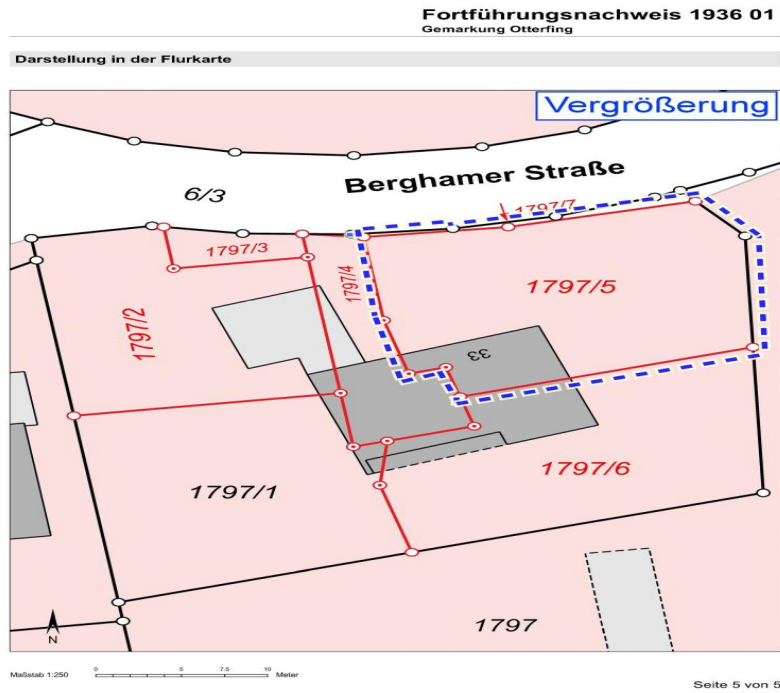 Fortführungsnachweis 1936 01
Gemarkung Otterfing
Darstellung in der Flurkarte
Vergrößerung
Berghamer Straße
6/3
1797/7
1797/3
1797/4
1797/5
1797/2
33
1797/6
1797/1
1797
N
Maßstab 1:250
0 5 7,5 10 Meter
Seite 5 von 5